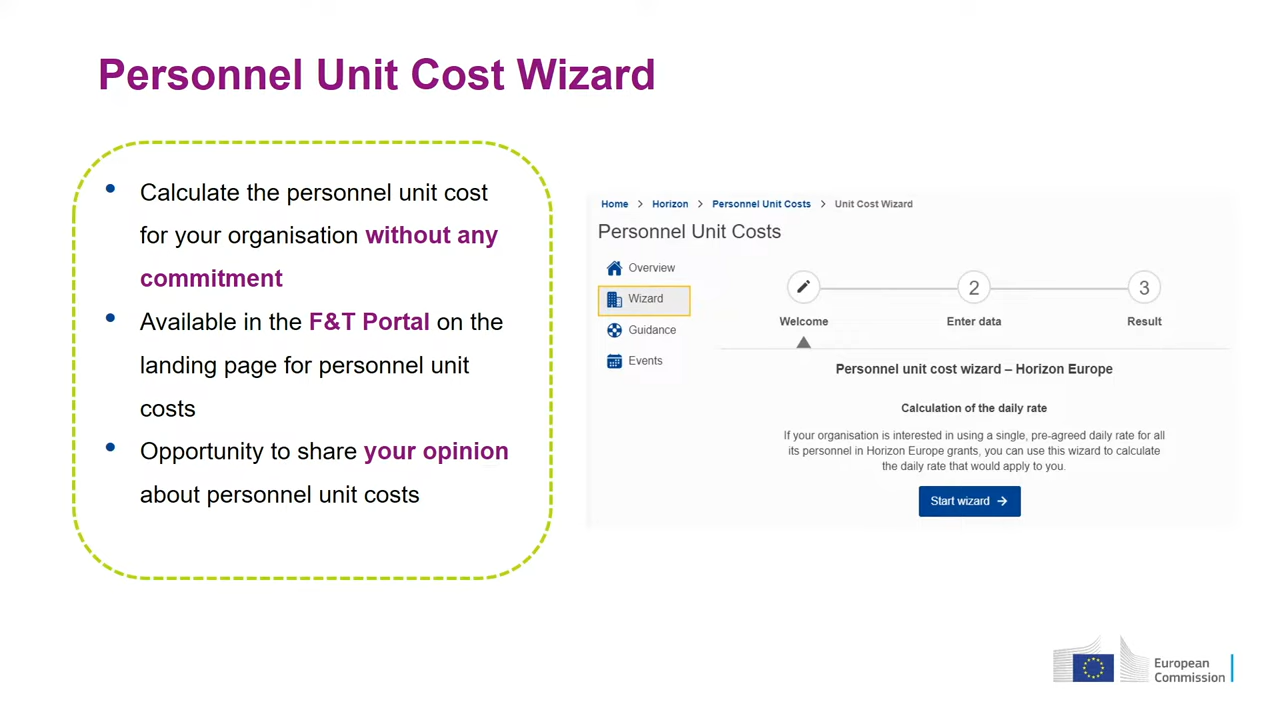 Personnel Unit Cost Wizard
• Calculate the personnel unit cost
for your organisation without any
commitment
• Available in the F&T Portal on the
landing page for personnel unit
costs
• Opportunity to share your opinion
about personnel unit costs
Home > Horizon > Personnel Unit Costs > Unit Cost Wizard
Personnel Unit Costs
Overview
Wizard
Guidance
Events
2
3
Welcome
Enter data
Result
Personnel unit cost wizard – Horizon Europe
Calculation of the daily rate
If your organisation is interested in using a single, pre-agreed daily rate for all
its personnel in Horizon Europe grants, you can use this wizard to calculate
the daily rate that would apply to you.
Start wizard →
European
Commission